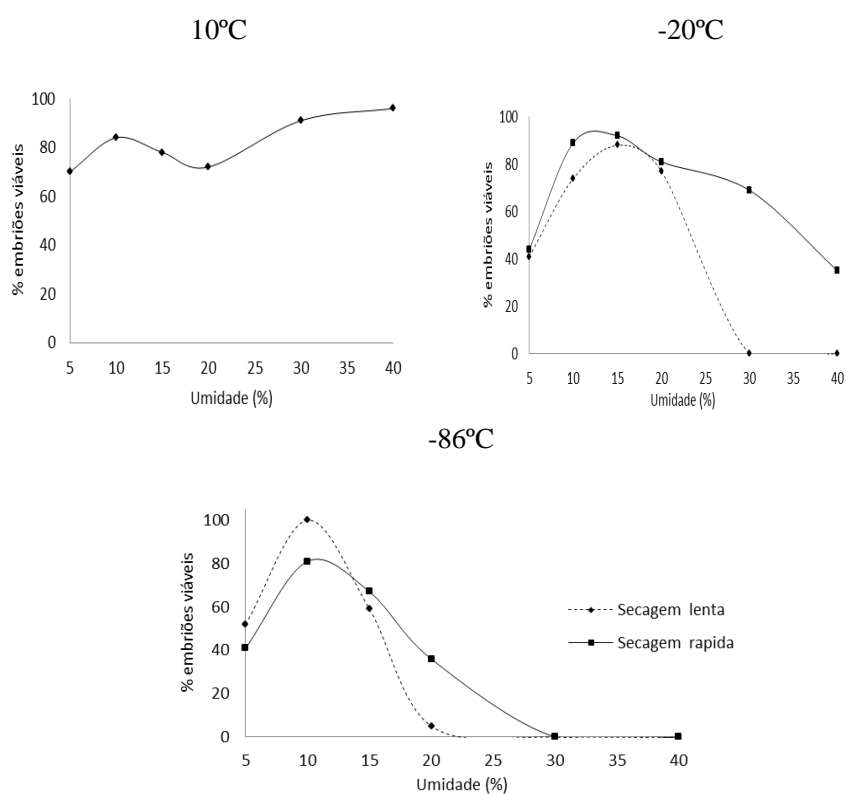 10ºC
% embriões viáveis
100
80
60
40
20
0
5 10 15 20 25 30 35 40
Umidade (%)
-20ºC
% embriões viáveis
100
80
60
40
20
0
5 10 15 20 25 30 35 40
Umidade (%)
-86ºC
% embriões viáveis
100
80
60
40
20
0
5 10 15 20 25 30 35 40
Umidade (%)
Secagem lenta
Secagem rapida